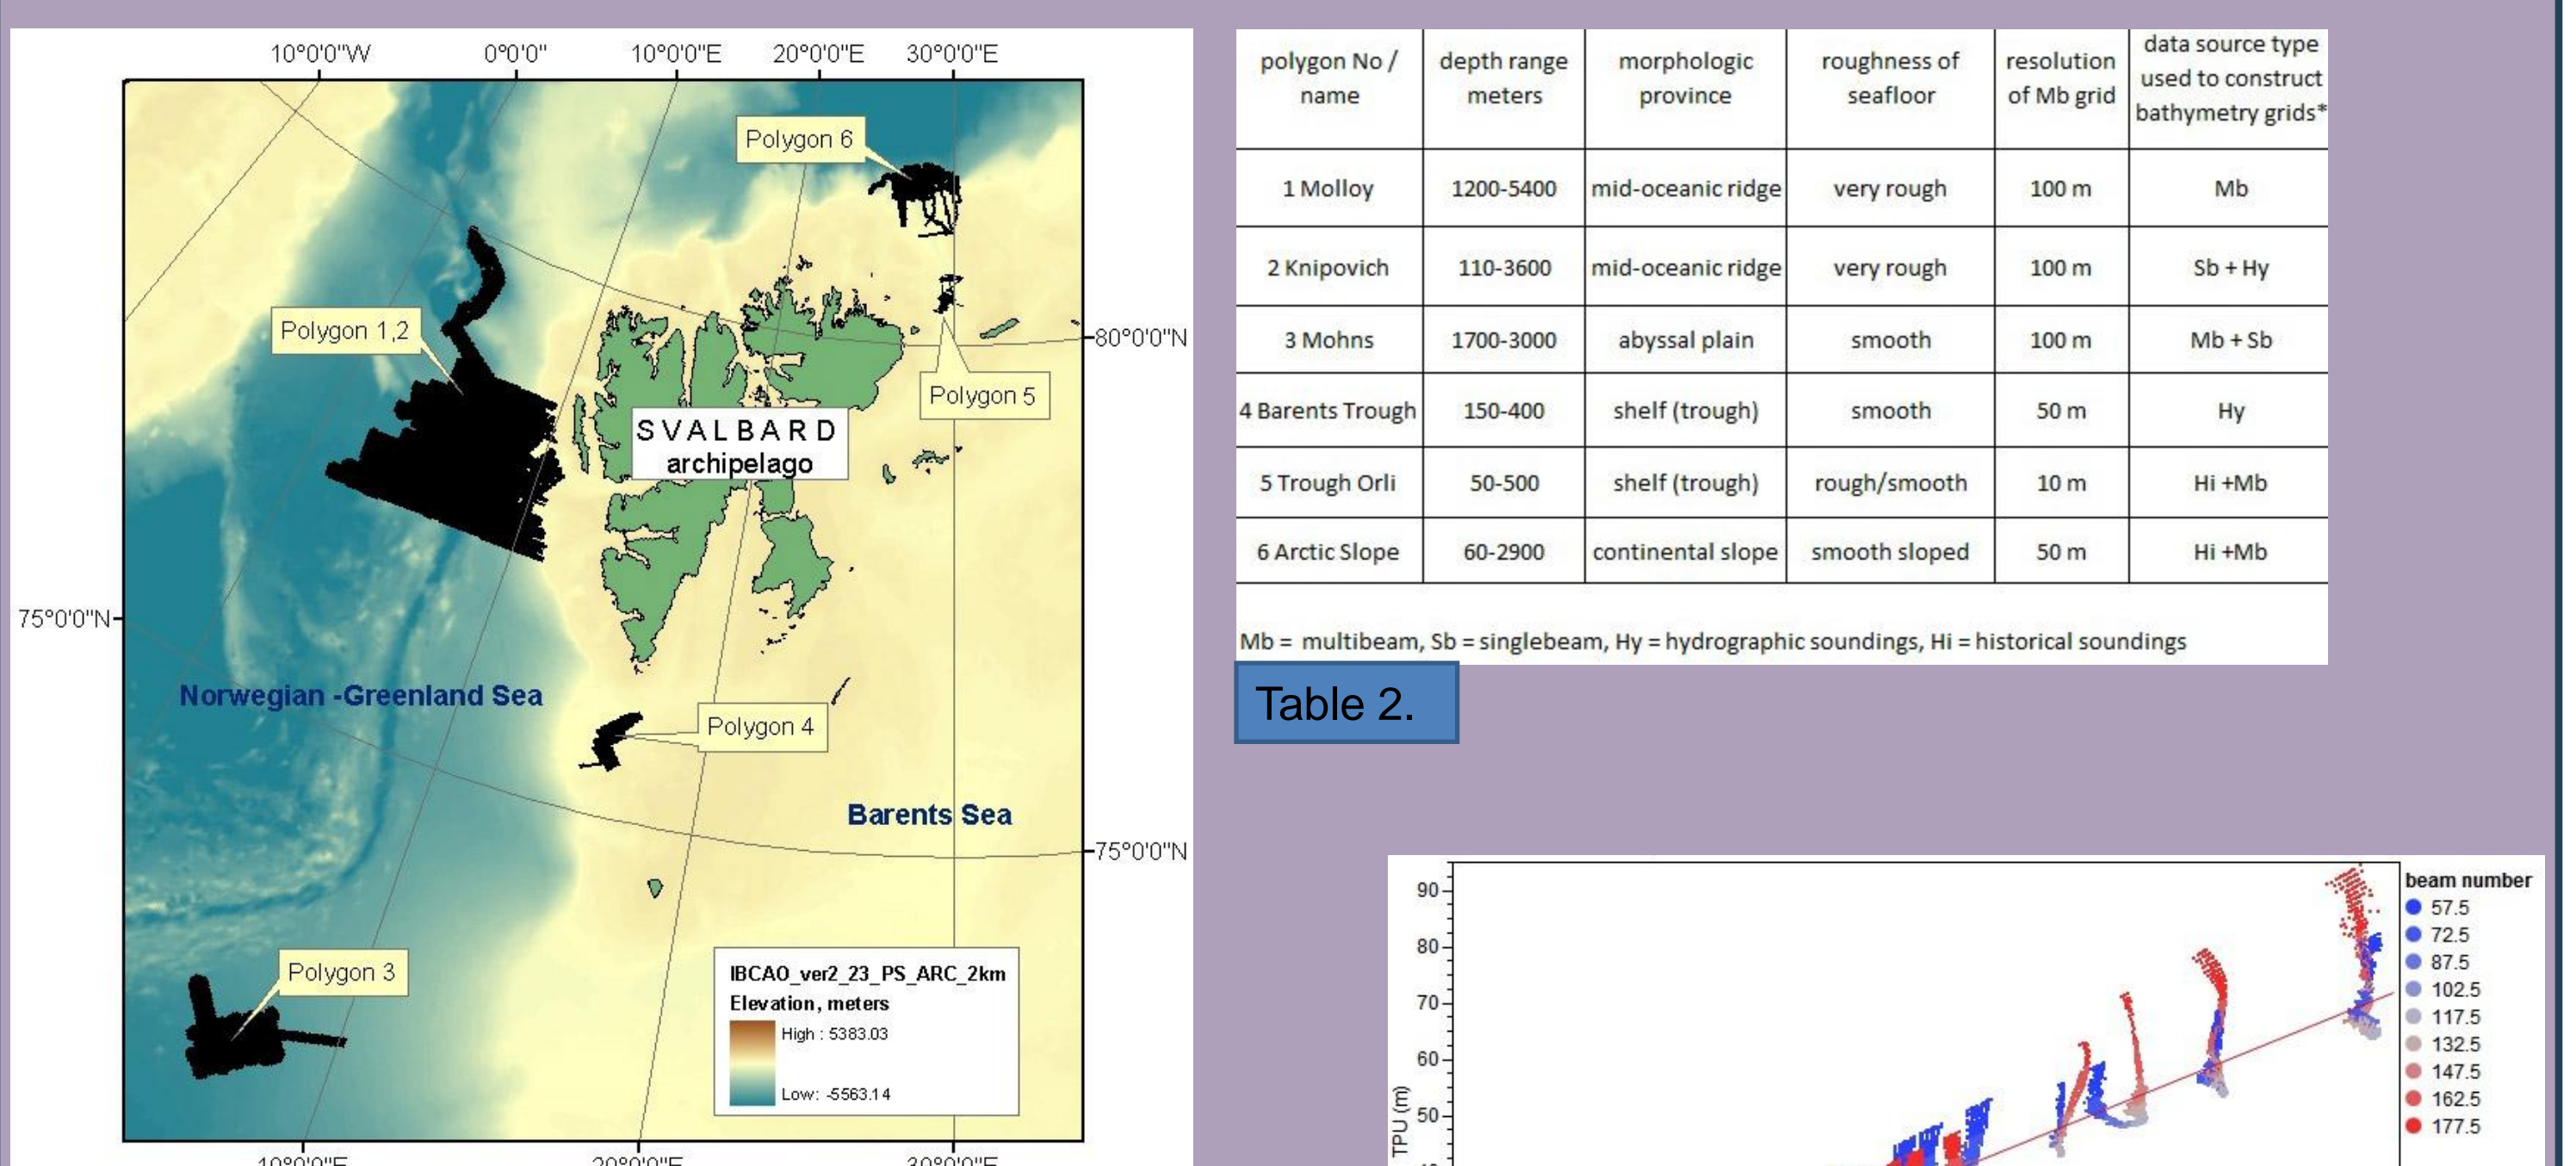 10°0'0"W 0°0'0" 10°0'0"E 20°0'0"E 30°0'0"E
Polygon 6
Polygon 1,2
80°0'0"N
Polygon 5
SVALBARD
archipelago
75°0'0"N
Norwegian -Greenland Sea
Polygon 4
Barents Sea
75°0'0"N
Polygon 3
IBCAO_ver2_23_PS_ARC_2km
Elevation, meters
High : 5383.03
Low: -5563.14
10°0'0"E 20°0'0"E 30°0'0"E
polygon No / name depth range meters morphologic province roughness of seafloor resolution of Mb grid data source type used to construct bathymetry grids*
1 Molloy 1200-5400 mid-oceanic ridge very rough 100 m Mb
2 Knipovich 110-3600 mid-oceanic ridge very rough 100 m Sb + Hy
3 Mohns 1700-3000 abyssal plain smooth 100 m Mb + Sb
4 Barents Trough 150-400 shelf (trough) smooth 50 m Hy
5 Trough Orli 50-500 shelf (trough) rough/smooth 10 m Hi +Mb
6 Arctic Slope 60-2900 continental slope smooth sloped 50 m Hi +Mb
Mb = multibeam, Sb = singlebeam, Hy = hydrographic soundings, Hi = historical soundings
Table 2.
90
80
70
60
50
TPU (m)
beam number
57.5
72.5
87.5
102.5
117.5
132.5
147.5
162.5
177.5